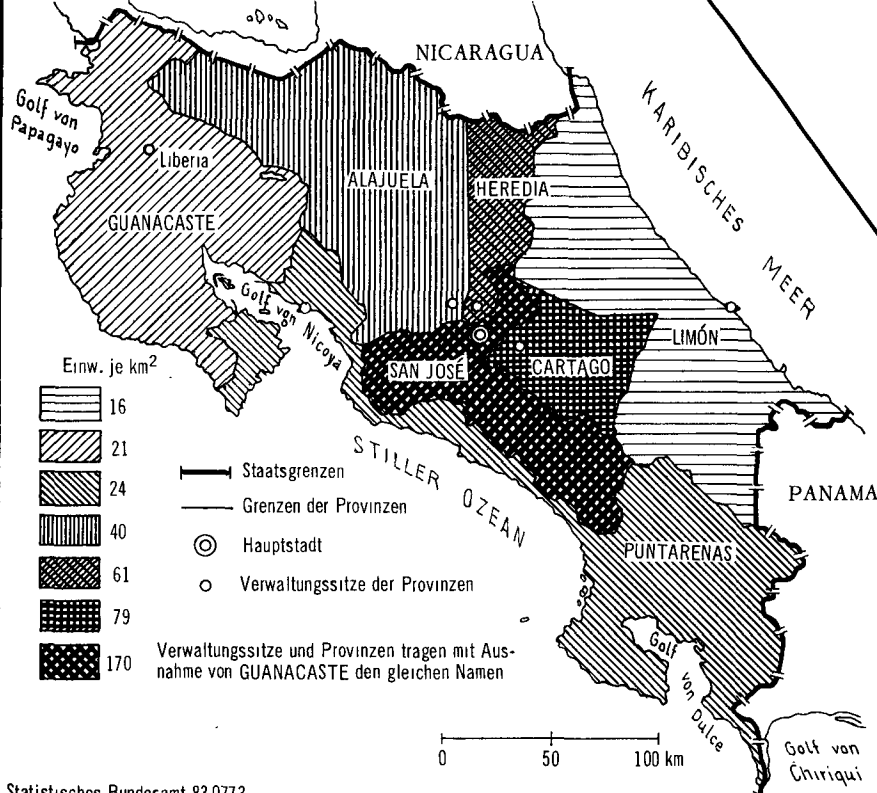 NICARAGUA
KARIBISCHES MEER
Golf von
Papagayo
Liberia
ALAJUELA
HEREDIA
GUANACASTE
Golf von Nicoya
LIMÓN
SAN JOSÉ
CARTAGO
Einw. je km²
16
21
24
40
61
79
170
STILLER OZEAN
Staatsgrenzen
Grenzen der Provinzen
Hauptstadt
Verwaltungssitze der Provinzen
Verwaltungssitze und Provinzen tragen mit Aus-
nahme von GUANACASTE den gleichen Namen
PANAMA
PUNTARENAS
Golf
von Dulce
0 50 100 km
Golf von
Chiriqui
Statistisches Bundesamt 83 0773